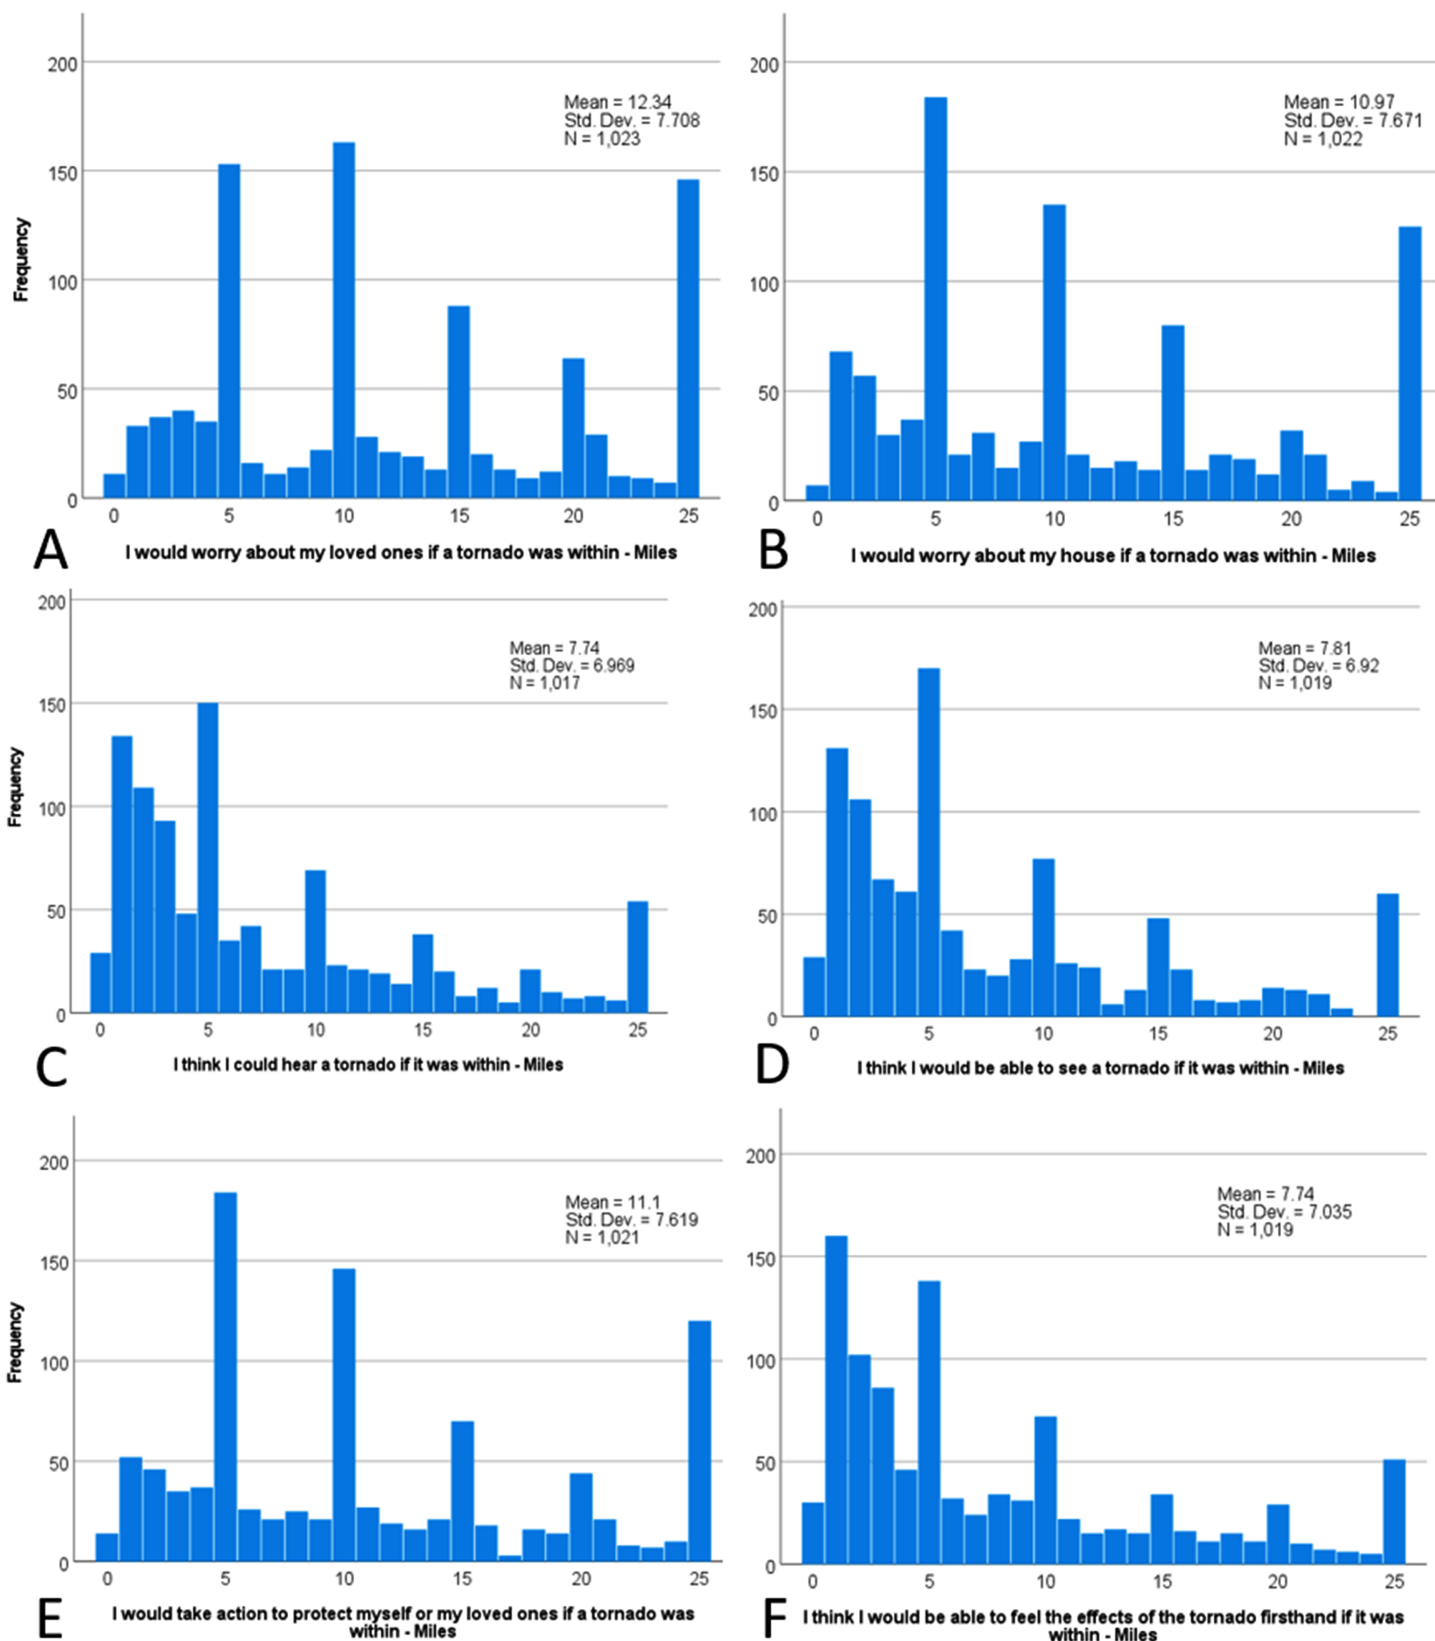 200
150
100
50
0
Frequency
Mean = 12.34
Std. Dev. = 7.708
N = 1,023
0 5 10 15 20 25
A
I would worry about my loved ones if a tornado was within - Miles
200
150
100
50
0
Mean = 10.97
Std. Dev. = 7.671
N = 1,022
0 5 10 15 20 25
B
I would worry about my house if a tornado was within - Miles
200
150
100
50
0
Frequency
Mean = 7.74
Std. Dev. = 6.969
N = 1,017
0 5 10 15 20 25
C
I think I could hear a tornado if it was within - Miles
200
150
100
50
0
Mean = 7.81
Std. Dev. = 6.92
N = 1,019
0 5 10 15 20 25
D
I think I would be able to see a tornado if it was within - Miles
200
150
100
50
0
Frequency
Mean = 11.1
Std. Dev. = 7.619
N = 1,021
0 5 10 15 20 25
E
I would take action to protect myself or my loved ones if a tornado was
within - Miles
200
150
100
50
0
Mean = 7.74
Std. Dev. = 7.035
N = 1,019
0 5 10 15 20 25
F
I think I would be able to feel the effects of the tornado firsthand if it was
within - Miles